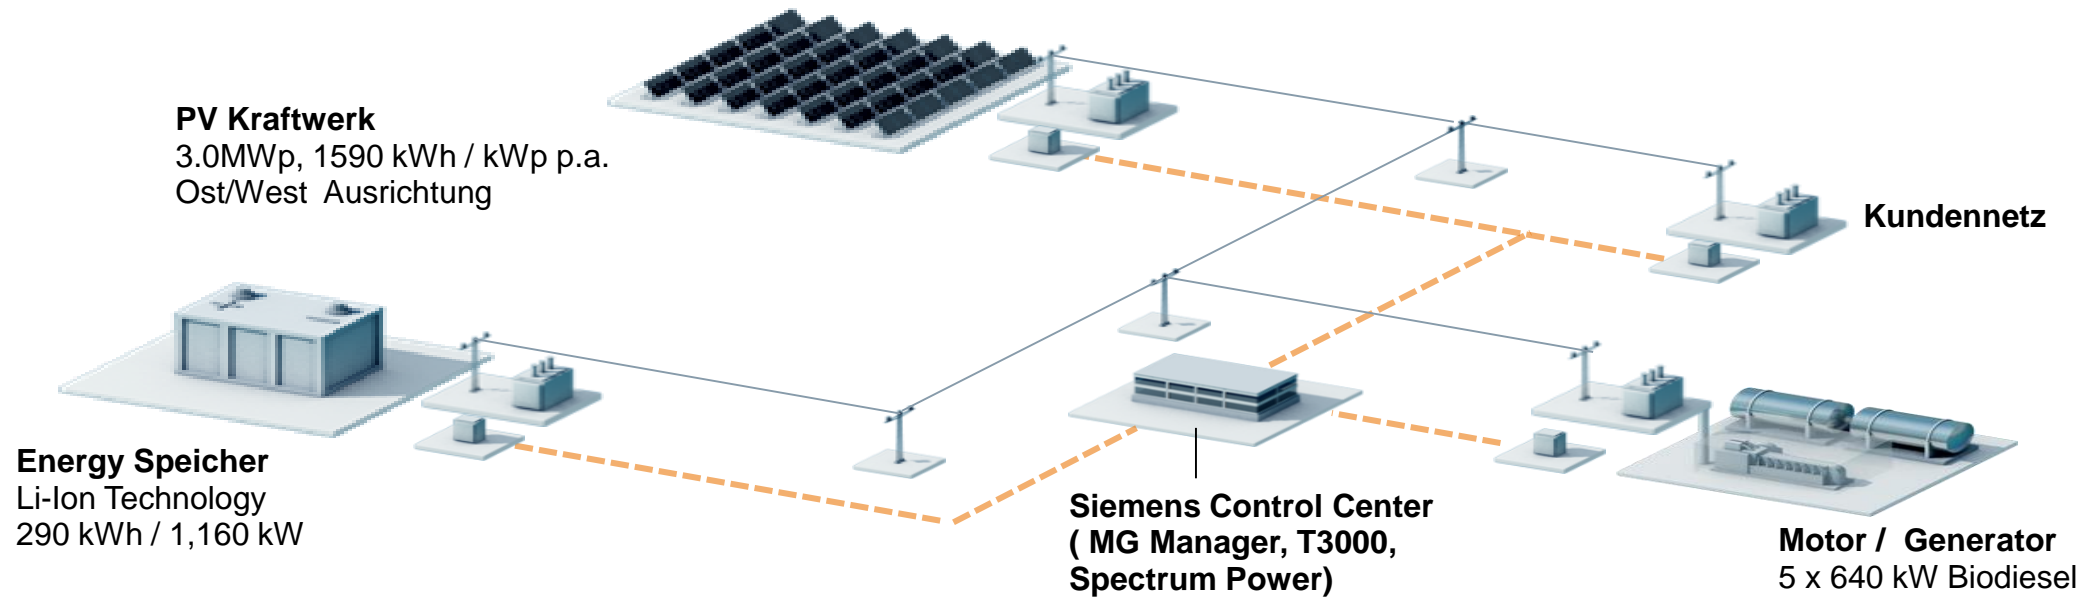 PV Kraftwerk
3.0MWp, 1590 kWh / kWp p.a.
Ost/West Ausrichtung
Kundennetz
Energy Speicher
Li-Ion Technology
290 kWh / 1,160 kW
Siemens Control Center
( MG Manager, T3000,
Spectrum Power)
Motor / Generator
5 x 640 kW Biodiesel